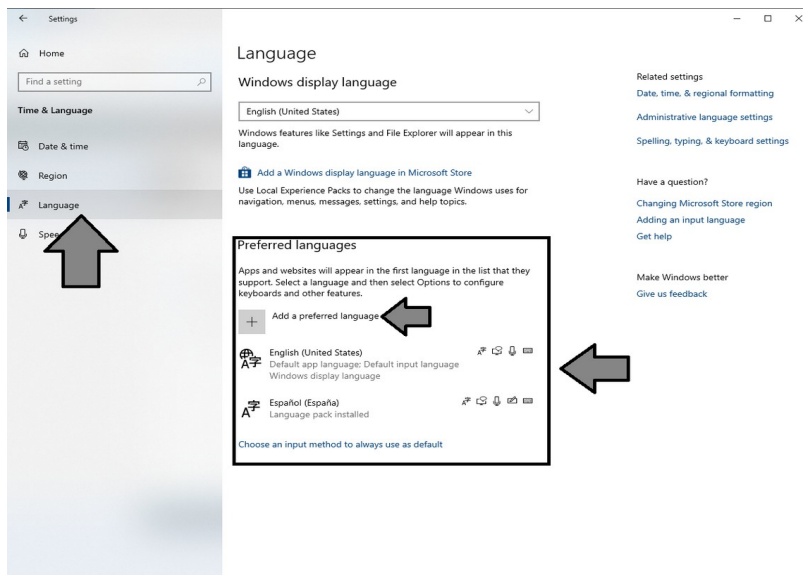 Settings
Home
Find a setting
Time & Language
Date & time
Region
Language
Language
Windows display language
English (United States)
Windows features like Settings and File Explorer will appear in this
language.
Add a Windows display language in Microsoft Store
Use Local Experience Packs to change the language Windows uses for
navigation, menus, messages, settings, and help topics.
Preferred languages
Apps and websites will appear in the first language in the list that they
support. Select a language and then select Options to configure
keyboards and other features.
Add a preferred language
English (United States)
Default app language; Default input language
Windows display language
Español (España)
Language pack installed
Choose an input method to always use as default
Related settings
Date, time, & regional formatting
Administrative language settings
Spelling, typing, & keyboard settings
Have a question?
Changing Microsoft Store region
Adding an input language
Get help
Make Windows better
Give us feedback